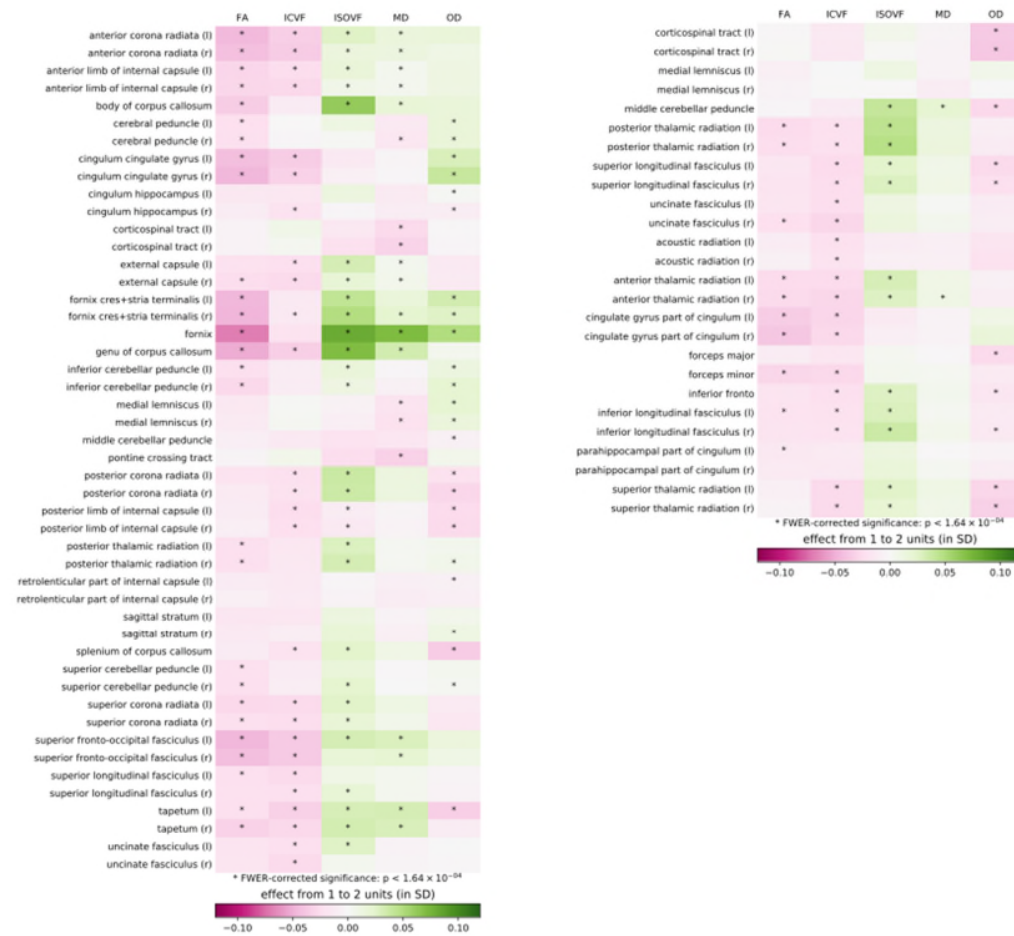 FA ICVF ISOVF MD OD
anterior corona radiata (l) * * * *
anterior corona radiata (r) * * * *
anterior limb of internal capsule (l) * * * *
anterior limb of internal capsule (r) * * * *
body of corpus callosum * * *
cerebral peduncle (l) * *
cerebral peduncle (r) * * *
cingulum cingulate gyrus (l) * * *
cingulum cingulate gyrus (r) * * *
cingulum hippocampus (l) *
cingulum hippocampus (r) * *
corticospinal tract (l) *
corticospinal tract (r) *
external capsule (l) * * *
external capsule (r) * * * *
fornix cres+stria terminalis (l) * * *
fornix cres+stria terminalis (r) * * * * *
fornix * * * *
genu of corpus callosum * * * *
inferior cerebellar peduncle (l) * * *
inferior cerebellar peduncle (r) * * *
medial lemniscus (l) * *
medial lemniscus (r) * *
middle cerebellar peduncle *
pontine crossing tract *
posterior corona radiata (l) * * *
posterior corona radiata (r) * * *
posterior limb of internal capsule (l) * * *
posterior limb of internal capsule (r) * * *
posterior thalamic radiation (l) * *
posterior thalamic radiation (r) * * *
retrolenticular part of internal capsule (l) *
retrolenticular part of internal capsule (r)
sagittal stratum (l)
sagittal stratum (r) *
splenium of corpus callosum * * *
superior cerebellar peduncle (l) *
superior cerebellar peduncle (r) * * *
superior corona radiata (l) * * *
superior corona radiata (r) * * *
superior fronto-occipital fasciculus (l) * * * *
superior fronto-occipital fasciculus (r) * * *
superior longitudinal fasciculus (l) * *
superior longitudinal fasciculus (r) * *
tapetum (l) * * * * *
tapetum (r) * * * *
uncinate fasciculus (l) * *
uncinate fasciculus (r) *
* FWER-corrected significance: p < 1.64 × 10⁻⁰⁴
effect from 1 to 2 units (in SD)
−0.10 −0.05 0.00 0.05 0.10
FA ICVF ISOVF MD OD
corticospinal tract (l) *
corticospinal tract (r) *
medial lemniscus (l)
medial lemniscus (r)
middle cerebellar peduncle * * *
posterior thalamic radiation (l) * * *
posterior thalamic radiation (r) * * *
superior longitudinal fasciculus (l) * * *
superior longitudinal fasciculus (r) * * *
uncinate fasciculus (l) *
uncinate fasciculus (r) * *
acoustic radiation (l) *
acoustic radiation (r) *
anterior thalamic radiation (l) * * *
anterior thalamic radiation (r) * * * *
cingulate gyrus part of cingulum (l) * *
cingulate gyrus part of cingulum (r) * *
forceps major *
forceps minor * *
inferior fronto * * *
inferior longitudinal fasciculus (l) * * *
inferior longitudinal fasciculus (r) * * *
parahippocampal part of cingulum (l) *
parahippocampal part of cingulum (r)
superior thalamic radiation (l) * * *
superior thalamic radiation (r) * * *
* FWER-corrected significance: p < 1.64 × 10⁻⁰⁴
effect from 1 to 2 units (in SD)
−0.10 −0.05 0.00 0.05 0.10